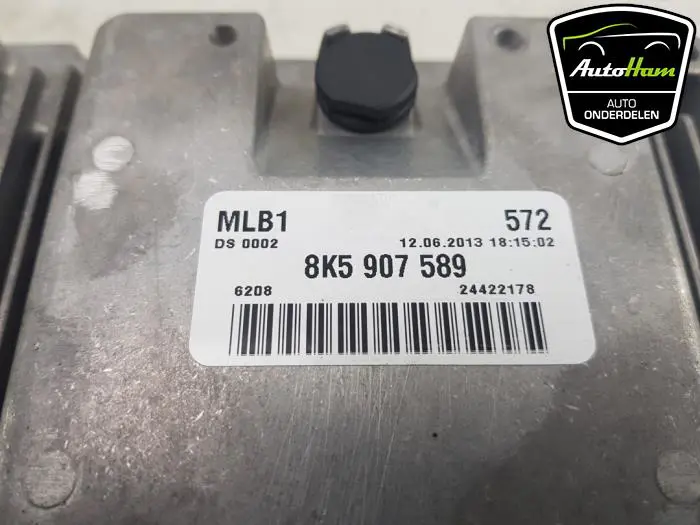 AutoHam
AUTO
ONDERDELEN
MLB1 572
DS 0002 12.06.2013 18:15:02
8K5 907 589
6208 24422178